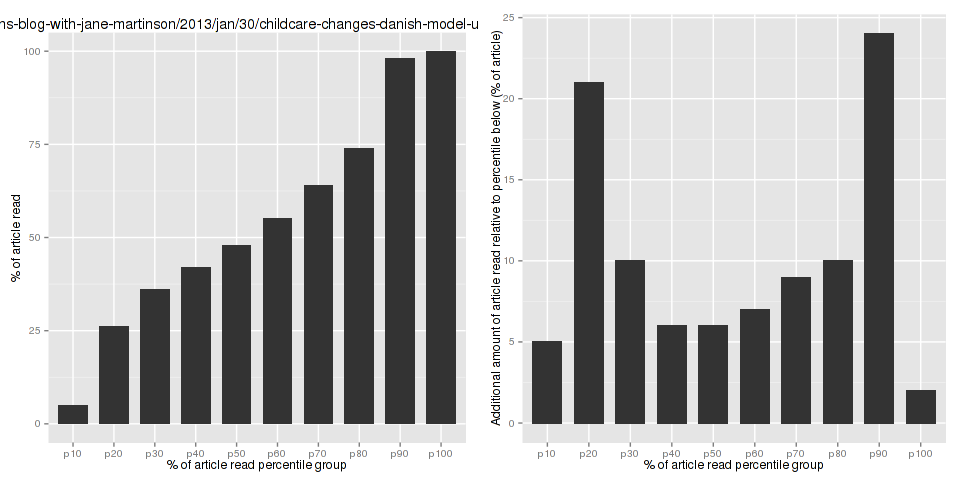 ns-blog-with-jane-martinson/2013/jan/30/childcare-changes-danish-model-u
% of article read
100
75
50
25
0
p10 p20 p30 p40 p50 p60 p70 p80 p90 p100
% of article read percentile group
Additional amount of article read relative to percentile below (% of article)
25
20
15
10
5
0
p10 p20 p30 p40 p50 p60 p70 p80 p90 p100
% of article read percentile group